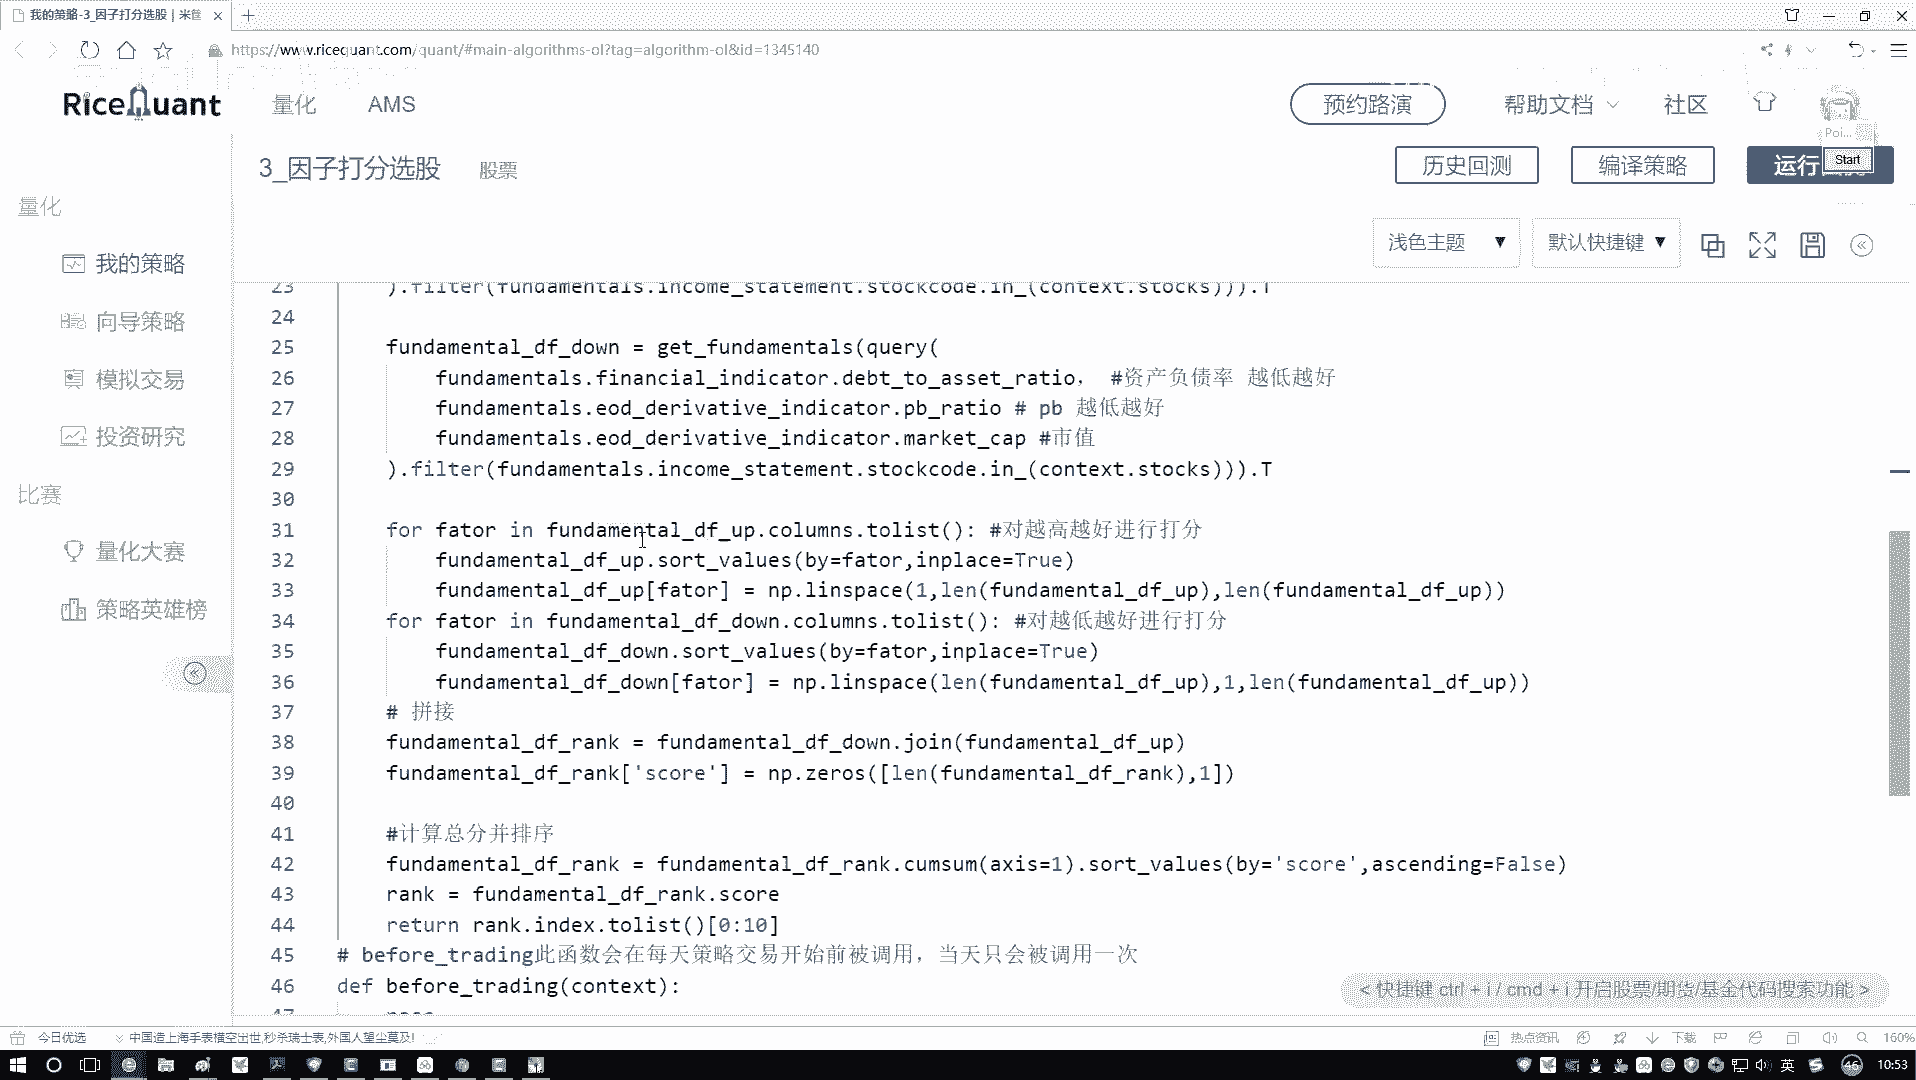 我的策略-3_因子打分选股 | 米筐
https://www.ricequant.com/quant/#main-algorithms-ol?tag=algorithm-ol&id=1345140
RiceQuant
量化
AMS
预约路演
帮助文档
社区
Poi...
3_因子打分选股
股票
历史回测
编译策略
运行
Start
浅色主题
默认快捷键
量化
我的策略
向导策略
模拟交易
投资研究
比赛
量化大赛
策略英雄榜
23 ).filter(fundamentals.income_statement.stockcode.in_(context.stocks))).T
24
25 fundamental_df_down = get_fundamentals(query(
26 fundamentals.financial_indicator.debt_to_asset_ratio， #资产负债率 越低越好
27 fundamentals.eod_derivative_indicator.pb_ratio # pb 越低越好
28 fundamentals.eod_derivative_indicator.market_cap #市值
29 ).filter(fundamentals.income_statement.stockcode.in_(context.stocks))).T
30
31 for fator in fundamental_df_up.columns.tolist(): #对越高越好进行打分
32 fundamental_df_up.sort_values(by=fator,inplace=True)
33 fundamental_df_up[fator] = np.linspace(1,len(fundamental_df_up),len(fundamental_df_up))
34 for fator in fundamental_df_down.columns.tolist(): #对越低越好进行打分
35 fundamental_df_down.sort_values(by=fator,inplace=True)
36 fundamental_df_down[fator] = np.linspace(len(fundamental_df_up),1,len(fundamental_df_up))
37 # 拼接
38 fundamental_df_rank = fundamental_df_down.join(fundamental_df_up)
39 fundamental_df_rank['score'] = np.zeros([len(fundamental_df_rank),1])
40
41 #计算总分并排序
42 fundamental_df_rank = fundamental_df_rank.cumsum(axis=1).sort_values(by='score',ascending=False)
43 rank = fundamental_df_rank.score
44 return rank.index.tolist()[0:10]
45 # before_trading此函数会在每天策略交易开始前被调用，当天只会被调用一次
46 def before_trading(context):
47 pass
< 快捷键 ctrl + i / cmd + i 开启股票/期货/基金代码搜索功能 >
今日优选
中国造上海手表横空出世,秒杀瑞士表,外国人望尘莫及!
热点资讯
下载
160%
英
46
10:53